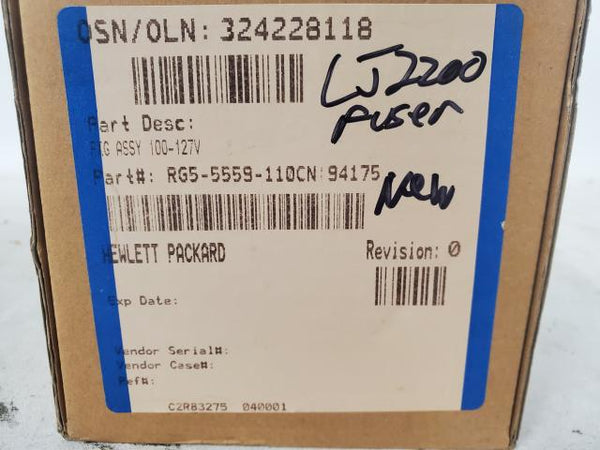 OSN/OLN: 324228118
LJ2200
fuser
Part Desc:
FIG ASSY 100-127V
Part#: RG5-5559-110CN 94175
New
HEWLETT PACKARD
Revision: 0
Exp Date:
Vendor Serial#:
Vendor Case#:
Ref#:
C2R83275 040001